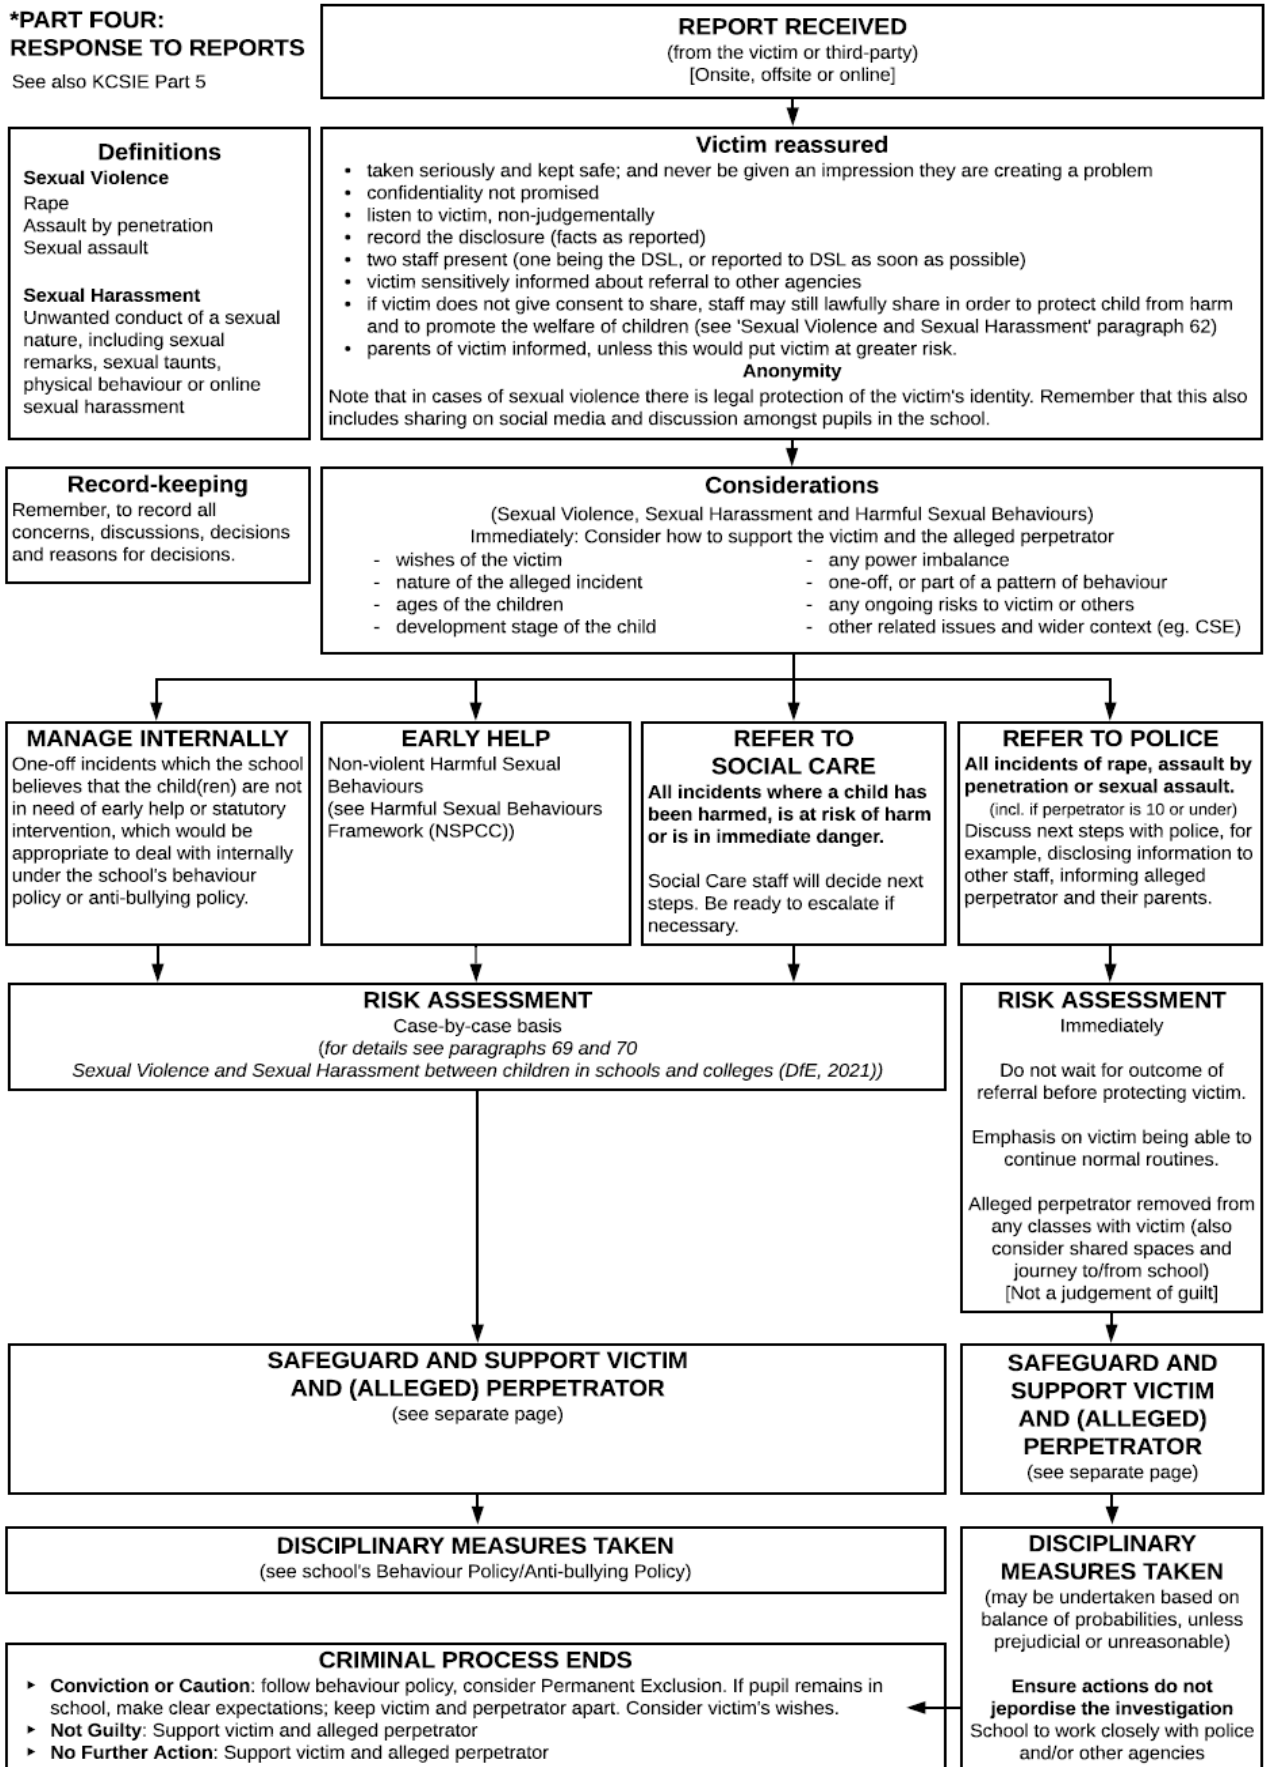 *PART FOUR:
RESPONSE TO REPORTS
See also KCSIE Part 5
REPORT RECEIVED
(from the victim or third-party)
[Onsite, offsite or online]
Definitions
Sexual Violence
Rape
Assault by penetration
Sexual assault
Sexual Harassment
Unwanted conduct of a sexual
nature, including sexual
remarks, sexual taunts,
physical behaviour or online
sexual harassment
Victim reassured
• taken seriously and kept safe; and never be given an impression they are creating a problem
• confidentiality not promised
• listen to victim, non-judgementally
• record the disclosure (facts as reported)
• two staff present (one being the DSL, or reported to DSL as soon as possible)
• victim sensitively informed about referral to other agencies
• if victim does not give consent to share, staff may still lawfully share in order to protect child from harm
and to promote the welfare of children (see 'Sexual Violence and Sexual Harassment' paragraph 62)
• parents of victim informed, unless this would put victim at greater risk.
Anonymity
Note that in cases of sexual violence there is legal protection of the victim's identity. Remember that this also
includes sharing on social media and discussion amongst pupils in the school.
Record-keeping
Remember, to record all
concerns, discussions, decisions
and reasons for decisions.
Considerations
(Sexual Violence, Sexual Harassment and Harmful Sexual Behaviours)
Immediately: Consider how to support the victim and the alleged perpetrator
- wishes of the victim
- nature of the alleged incident
- ages of the children
- development stage of the child
- any power imbalance
- one-off, or part of a pattern of behaviour
- any ongoing risks to victim or others
- other related issues and wider context (eg. CSE)
MANAGE INTERNALLY
One-off incidents which the school
believes that the child(ren) are not
in need of early help or statutory
intervention, which would be
appropriate to deal with internally
under the school's behaviour
policy or anti-bullying policy.
EARLY HELP
Non-violent Harmful Sexual
Behaviours
(see Harmful Sexual Behaviours
Framework (NSPCC))
REFER TO
SOCIAL CARE
All incidents where a child has
been harmed, is at risk of harm
or is in immediate danger.
Social Care staff will decide next
steps. Be ready to escalate if
necessary.
REFER TO POLICE
All incidents of rape, assault by
penetration or sexual assault.
(incl. if perpetrator is 10 or under)
Discuss next steps with police, for
example, disclosing information to
other staff, informing alleged
perpetrator and their parents.
RISK ASSESSMENT
Case-by-case basis
(for details see paragraphs 69 and 70
Sexual Violence and Sexual Harassment between children in schools and colleges (DfE, 2021))
RISK ASSESSMENT
Immediately
Do not wait for outcome of
referral before protecting victim.
Emphasis on victim being able to
continue normal routines.
Alleged perpetrator removed from
any classes with victim (also
consider shared spaces and
journey to/from school)
[Not a judgement of guilt]
SAFEGUARD AND SUPPORT VICTIM
AND (ALLEGED) PERPETRATOR
(see separate page)
SAFEGUARD AND
SUPPORT VICTIM
AND (ALLEGED)
PERPETRATOR
(see separate page)
DISCIPLINARY MEASURES TAKEN
(see school's Behaviour Policy/Anti-bullying Policy)
DISCIPLINARY
MEASURES TAKEN
(may be undertaken based on
balance of probabilities, unless
prejudicial or unreasonable)
Ensure actions do not
jepordise the investigation
School to work closely with police
and/or other agencies
CRIMINAL PROCESS ENDS
▸ Conviction or Caution: follow behaviour policy, consider Permanent Exclusion. If pupil remains in
school, make clear expectations; keep victim and perpetrator apart. Consider victim's wishes.
▸ Not Guilty: Support victim and alleged perpetrator
▸ No Further Action: Support victim and alleged perpetrator